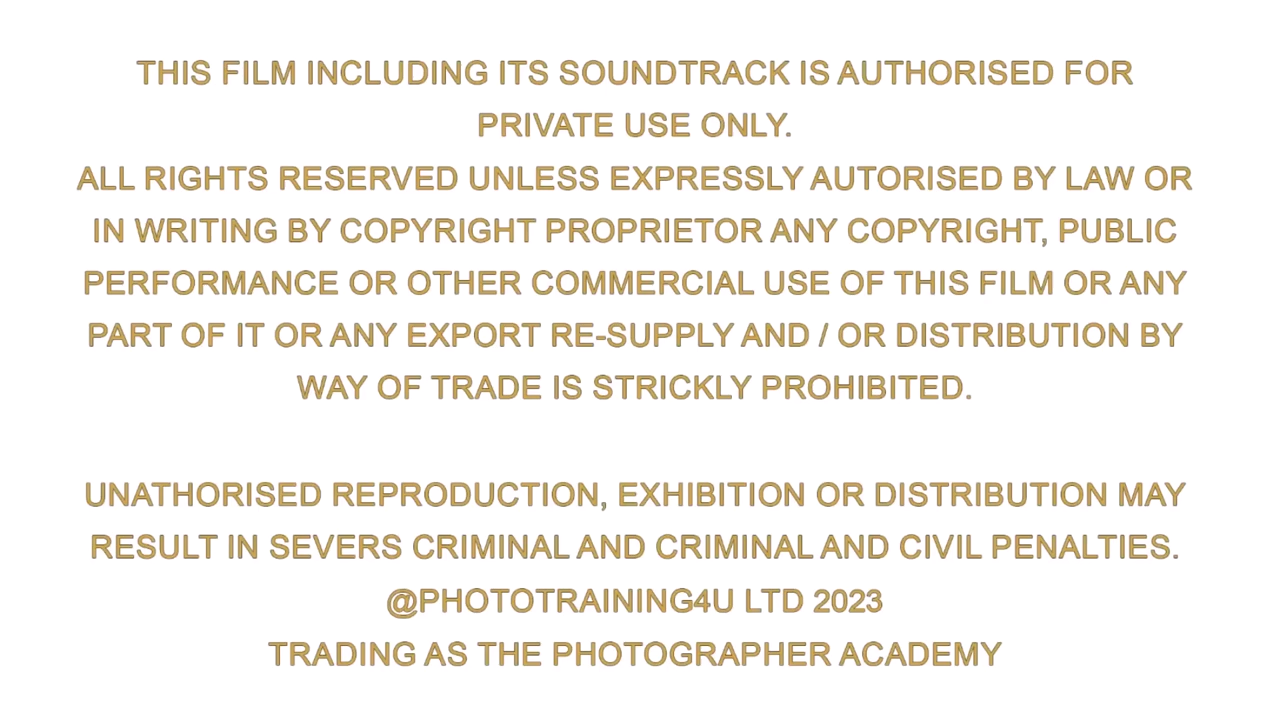 THIS FILM INCLUDING ITS SOUNDTRACK IS AUTHORISED FOR
PRIVATE USE ONLY.
ALL RIGHTS RESERVED UNLESS EXPRESSLY AUTORISED BY LAW OR
IN WRITING BY COPYRIGHT PROPRIETOR ANY COPYRIGHT, PUBLIC
PERFORMANCE OR OTHER COMMERCIAL USE OF THIS FILM OR ANY
PART OF IT OR ANY EXPORT RE-SUPPLY AND / OR DISTRIBUTION BY
WAY OF TRADE IS STRICKLY PROHIBITED.
UNATHORISED REPRODUCTION, EXHIBITION OR DISTRIBUTION MAY
RESULT IN SEVERS CRIMINAL AND CRIMINAL AND CIVIL PENALTIES.
@PHOTOTRAINING4U LTD 2023
TRADING AS THE PHOTOGRAPHER ACADEMY